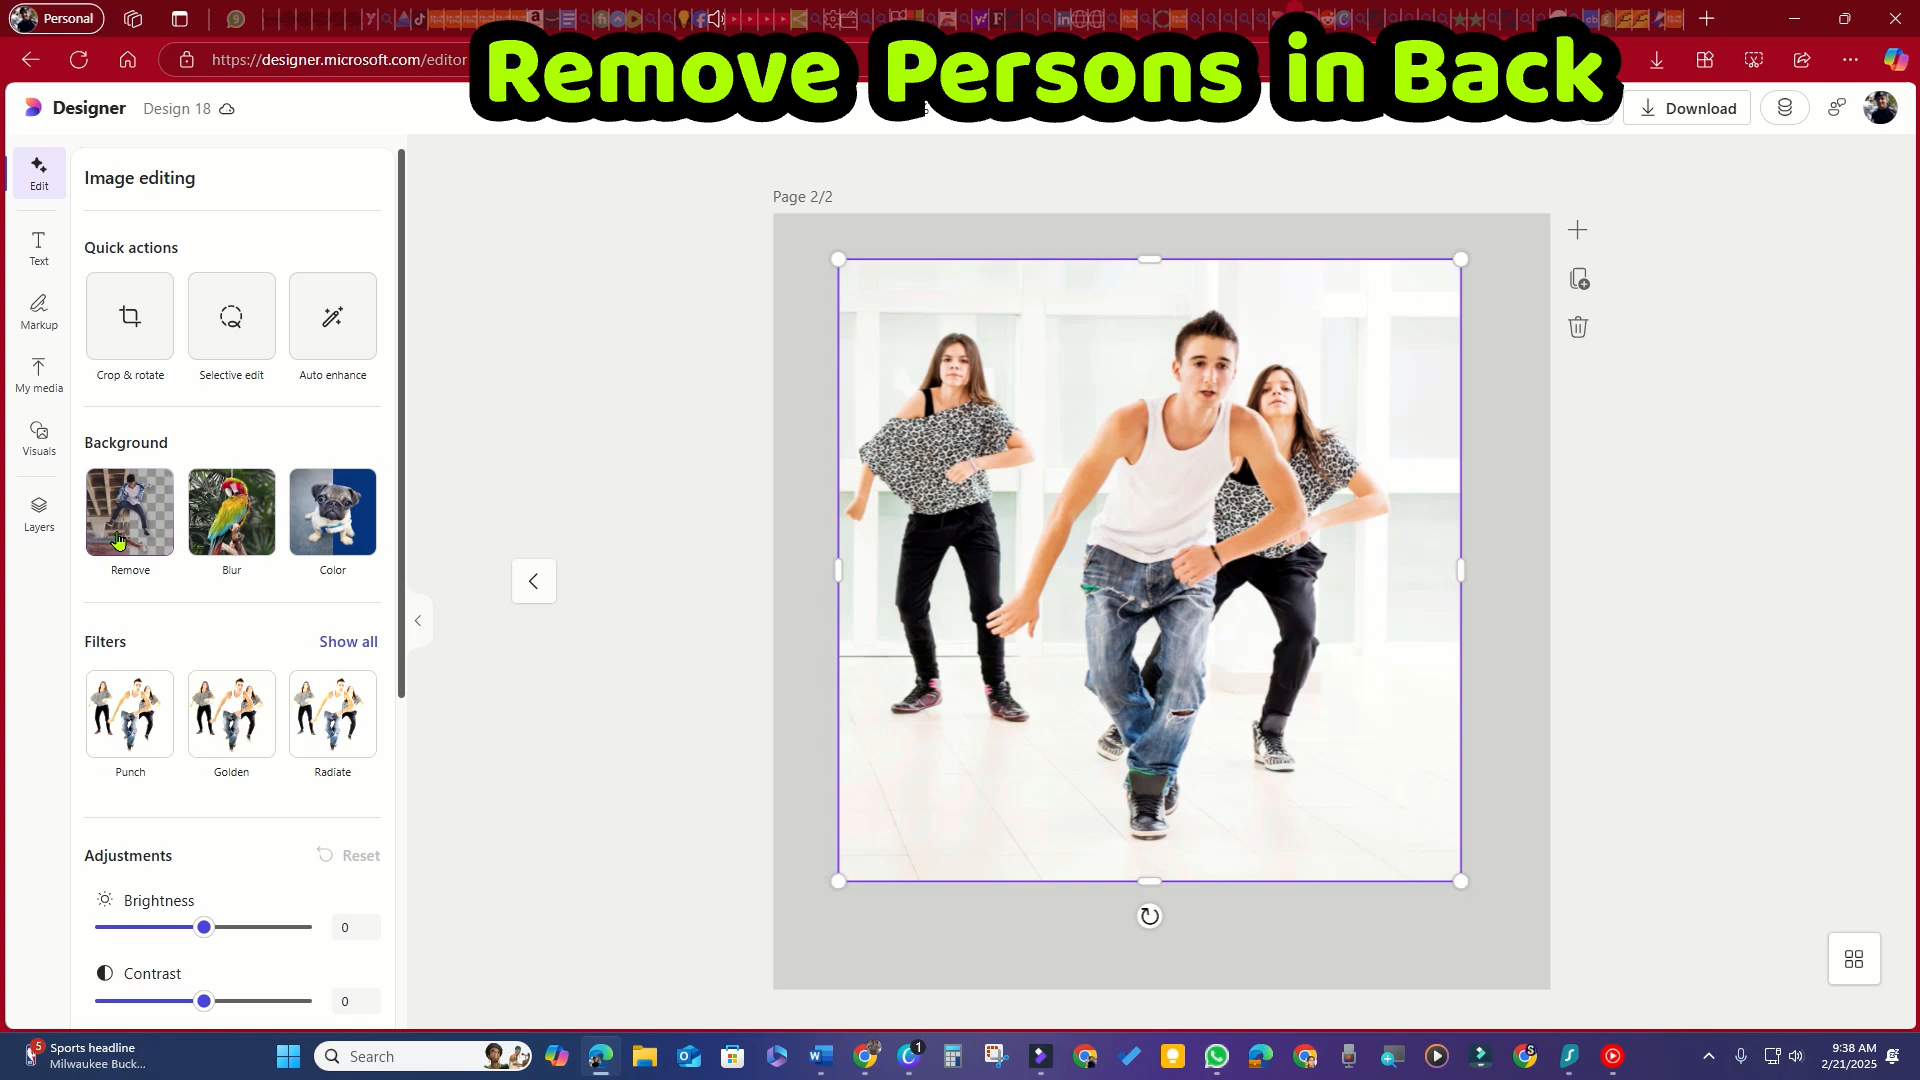 Personal
https://designer.microsoft.com/editor
Remove Persons in Back
Designer
Design 18
Download
Edit
Text
Markup
My media
Visuals
Layers
Image editing
Quick actions
Crop & rotate
Selective edit
Auto enhance
Background
Remove
Blur
Color
Filters
Show all
Punch
Golden
Radiate
Adjustments
Reset
Brightness
0
Contrast
0
Page 2/2
5
Sports headline
Milwaukee Buck...
Search
1
9:38 AM
2/21/2025